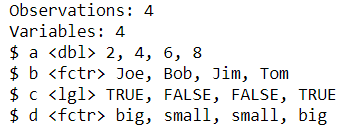 Observations: 4
Variables: 4
$ a <dbl> 2, 4, 6, 8
$ b <fctr> Joe, Bob, Jim, Tom
$ c <lgl> TRUE, FALSE, FALSE, TRUE
$ d <fctr> big, small, small, big